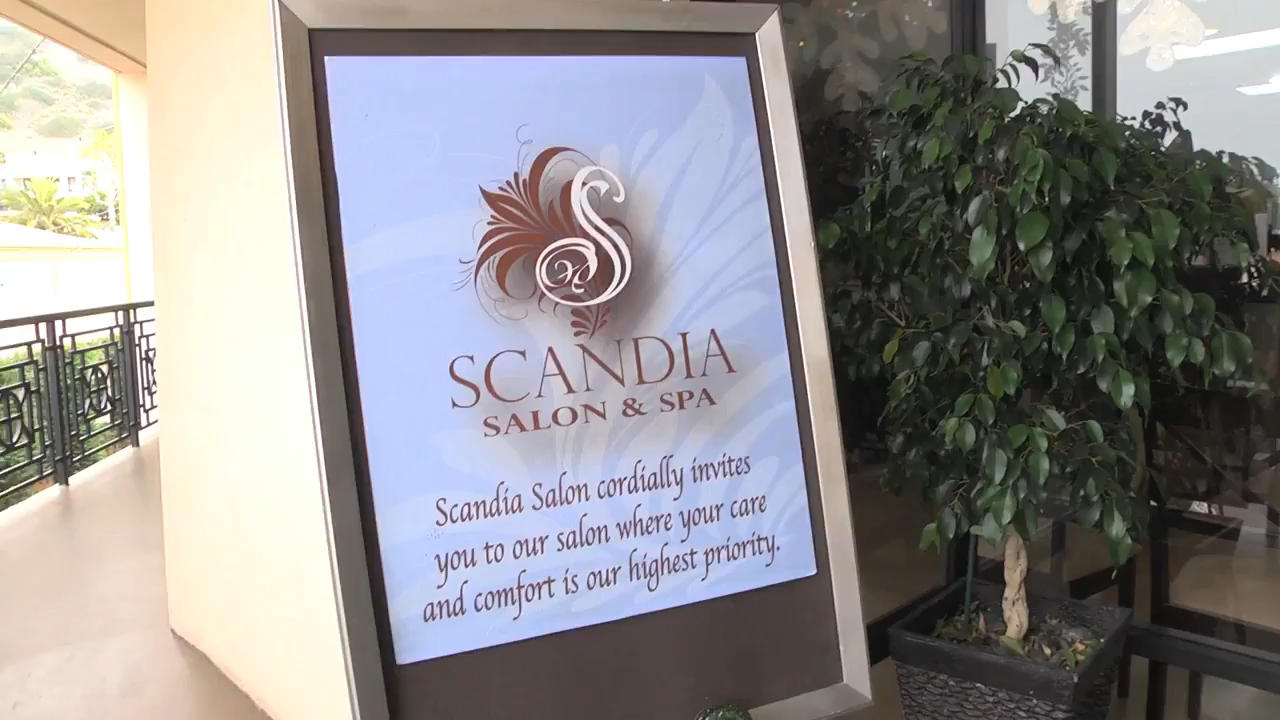 S
SCANDIA
SALON & SPA
Scandia Salon cordially invites
you to our salon where your care
and comfort is our highest priority.